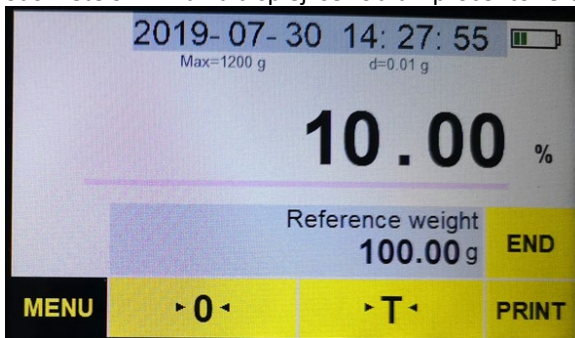 2019-07-30 14:27:55
Max=1200 g d=0.01 g
10.00 %
Reference weight
100.00 g
END
MENU ►0◄ ►T◄ PRINT